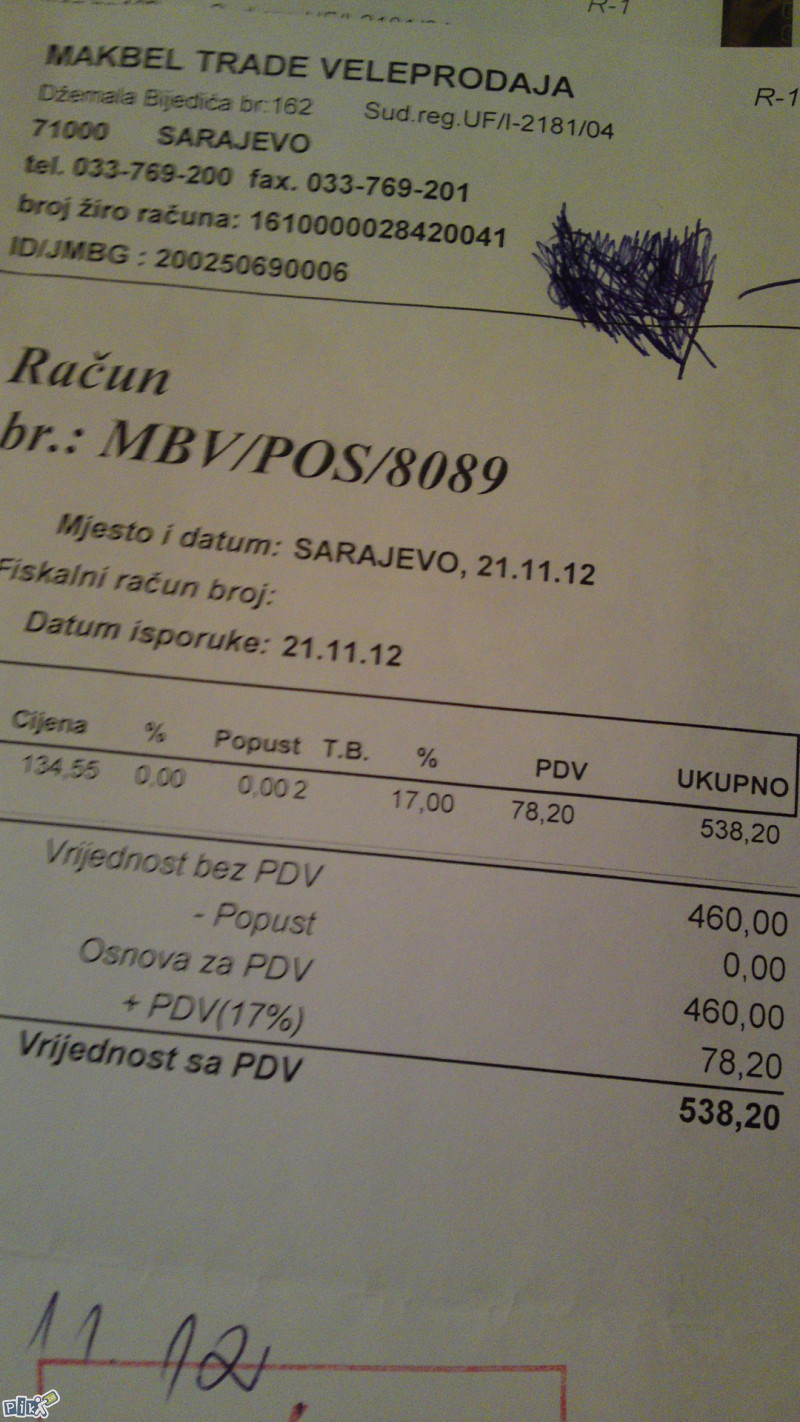 R-1
MAKBEL TRADE VELEPRODAJA
Džemala Bijedića br:162 Sud.reg.UF/I-2181/04 R-1
71000 SARAJEVO
tel. 033-769-200 fax. 033-769-201
broj žiro računa: 1610000028420041
ID/JMBG : 200250690006
Račun
br.: MBV/POS/8089
Mjesto i datum: SARAJEVO, 21.11.12
Fiskalni račun broj:
Datum isporuke: 21.11.12
Cijena % Popust T.B. % PDV UKUPNO
134,55 0,00 0,00 2 17,00 78,20 538,20
Vrijednost bez PDV 460,00
- Popust 0,00
Osnova za PDV 460,00
+ PDV(17%) 78,20
Vrijednost sa PDV 538,20
11. 12